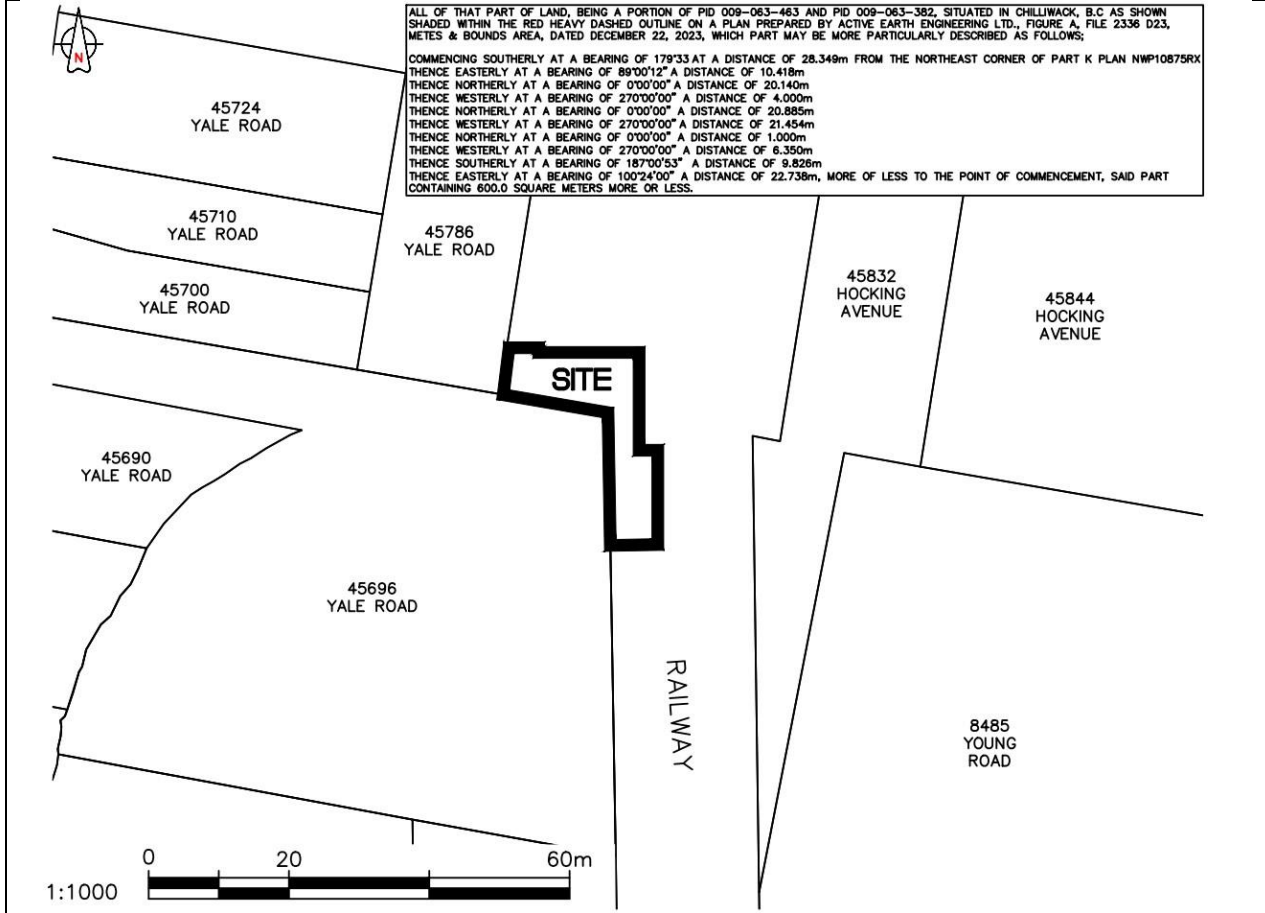 N
ALL OF THAT PART OF LAND, BEING A PORTION OF PID 009-063-463 AND PID 009-063-382, SITUATED IN CHILLIWACK, B.C AS SHOWN
SHADED WITHIN THE RED HEAVY DASHED OUTLINE ON A PLAN PREPARED BY ACTIVE EARTH ENGINEERING LTD., FIGURE A, FILE 2336 D23,
METES & BOUNDS AREA, DATED DECEMBER 22, 2023, WHICH PART MAY BE MORE PARTICULARLY DESCRIBED AS FOLLOWS;
COMMENCING SOUTHERLY AT A BEARING OF 179°33 AT A DISTANCE OF 28.349m FROM THE NORTHEAST CORNER OF PART K PLAN NWP10875RX
THENCE EASTERLY AT A BEARING OF 89°00'12" A DISTANCE OF 10.418m
THENCE NORTHERLY AT A BEARING OF 0°00'00" A DISTANCE OF 20.140m
THENCE WESTERLY AT A BEARING OF 270°00'00" A DISTANCE OF 4.000m
THENCE NORTHERLY AT A BEARING OF 0°00'00" A DISTANCE OF 20.885m
THENCE WESTERLY AT A BEARING OF 270°00'00" A DISTANCE OF 21.454m
THENCE NORTHERLY AT A BEARING OF 0°00'00" A DISTANCE OF 1.000m
THENCE WESTERLY AT A BEARING OF 270°00'00" A DISTANCE OF 6.350m
THENCE SOUTHERLY AT A BEARING OF 187°00'53" A DISTANCE OF 9.826m
THENCE EASTERLY AT A BEARING OF 100°24'00" A DISTANCE OF 22.738m, MORE OF LESS TO THE POINT OF COMMENCEMENT, SAID PART
CONTAINING 600.0 SQUARE METERS MORE OR LESS.
45724
YALE ROAD
45710
YALE ROAD
45786
YALE ROAD
45700
YALE ROAD
45832
HOCKING
AVENUE
45844
HOCKING
AVENUE
SITE
45690
YALE ROAD
45696
YALE ROAD
RAILWAY
8485
YOUNG
ROAD
0 20 60m
1:1000